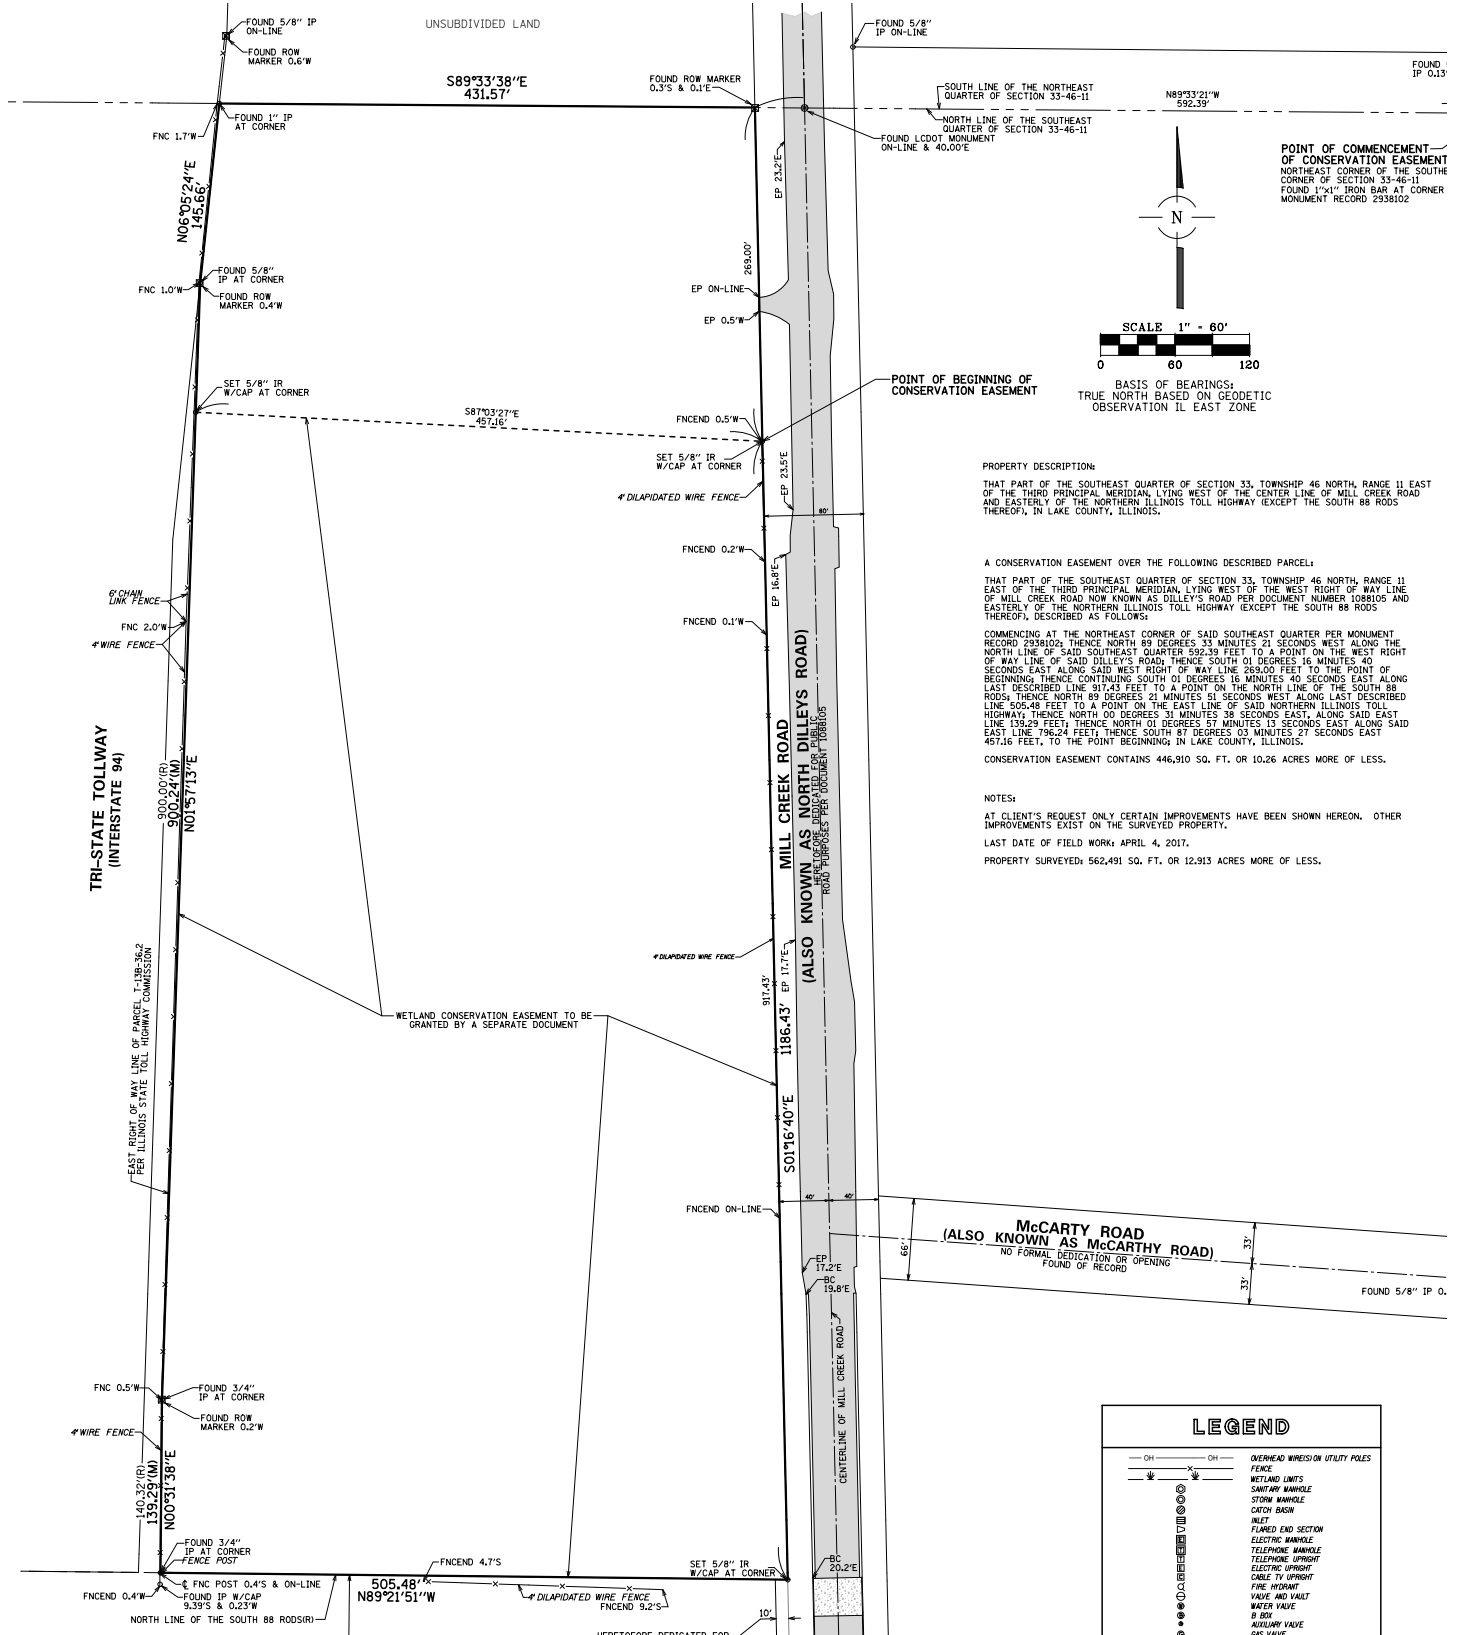 FOUND 5/8" IP
ON-LINE
FOUND ROW
MARKER 0.6'W
UNSUBDIVIDED LAND
S89°33'38"E
431.57'
FOUND ROW MARKER
0.3'S & 0.1'E
FOUND 5/8"
IP ON-LINE
FOUND
IP 0.13'
SOUTH LINE OF THE NORTHEAST
QUARTER OF SECTION 33-46-11
N89°33'21"W
592.39'
NORTH LINE OF THE SOUTHEAST
QUARTER OF SECTION 33-46-11
FOUND LCDOT MONUMENT
ON-LINE & 40.00'E
FNC 1.7'W
FOUND 1" IP
AT CORNER
N06°05'24"E
145.66'
EP 23.2'E
POINT OF COMMENCEMENT
OF CONSERVATION EASEMENT
NORTHEAST CORNER OF THE SOUTHE
CORNER OF SECTION 33-46-11
FOUND 1"x1" IRON BAR AT CORNER
MONUMENT RECORD 2938102
N
269.00'
FOUND 5/8"
IP AT CORNER
FNC 1.0'W
FOUND ROW
MARKER 0.4'W
EP ON-LINE
EP 0.5'W
SCALE 1" = 60'
0 60 120
BASIS OF BEARINGS:
TRUE NORTH BASED ON GEODETIC
OBSERVATION IL EAST ZONE
SET 5/8" IR
W/CAP AT CORNER
S87°03'27"E
457.16'
POINT OF BEGINNING OF
CONSERVATION EASEMENT
FNCEND 0.5'W
SET 5/8" IR
W/CAP AT CORNER
EP 23.5'E
4' DILAPIDATED WIRE FENCE
80'
FNCEND 0.2'W
EP 16.8'E
FNCEND 0.1'W
PROPERTY DESCRIPTION:
THAT PART OF THE SOUTHEAST QUARTER OF SECTION 33, TOWNSHIP 46 NORTH, RANGE 11 EAST
OF THE THIRD PRINCIPAL MERIDIAN, LYING WEST OF THE CENTER LINE OF MILL CREEK ROAD
AND EASTERLY OF THE NORTHERN ILLINOIS TOLL HIGHWAY (EXCEPT THE SOUTH 88 RODS
THEREOF), IN LAKE COUNTY, ILLINOIS.
A CONSERVATION EASEMENT OVER THE FOLLOWING DESCRIBED PARCEL:
THAT PART OF THE SOUTHEAST QUARTER OF SECTION 33, TOWNSHIP 46 NORTH, RANGE 11
EAST OF THE THIRD PRINCIPAL MERIDIAN, LYING WEST OF THE WEST RIGHT OF WAY LINE
OF MILL CREEK ROAD NOW KNOWN AS DILLEY'S ROAD PER DOCUMENT NUMBER 1088105 AND
EASTERLY OF THE NORTHERN ILLINOIS TOLL HIGHWAY (EXCEPT THE SOUTH 88 RODS
THEREOF), DESCRIBED AS FOLLOWS:
COMMENCING AT THE NORTHEAST CORNER OF SAID SOUTHEAST QUARTER PER MONUMENT
RECORD 2938102; THENCE NORTH 89 DEGREES 33 MINUTES 21 SECONDS WEST ALONG THE
NORTH LINE OF SAID SOUTHEAST QUARTER 592.39 FEET TO A POINT ON THE WEST RIGHT
OF WAY LINE OF SAID DILLEY'S ROAD; THENCE SOUTH 01 DEGREES 16 MINUTES 40
SECONDS EAST ALONG SAID WEST RIGHT OF WAY LINE 269.00 FEET TO THE POINT OF
BEGINNING; THENCE CONTINUING SOUTH 01 DEGREES 16 MINUTES 40 SECONDS EAST ALONG
LAST DESCRIBED LINE 917.43 FEET TO A POINT ON THE NORTH LINE OF THE SOUTH 88
RODS; THENCE NORTH 89 DEGREES 21 MINUTES 51 SECONDS WEST ALONG LAST DESCRIBED
LINE 505.48 FEET TO A POINT ON THE EAST LINE OF SAID NORTHERN ILLINOIS TOLL
HIGHWAY; THENCE NORTH 00 DEGREES 31 MINUTES 38 SECONDS EAST, ALONG SAID EAST
LINE 139.29 FEET; THENCE NORTH 01 DEGREES 57 MINUTES 13 SECONDS EAST ALONG SAID
EAST LINE 796.24 FEET; THENCE SOUTH 87 DEGREES 03 MINUTES 27 SECONDS EAST
457.16 FEET, TO THE POINT BEGINNING; IN LAKE COUNTY, ILLINOIS.
CONSERVATION EASEMENT CONTAINS 446,910 SQ. FT. OR 10.26 ACRES MORE OF LESS.
NOTES:
AT CLIENT'S REQUEST ONLY CERTAIN IMPROVEMENTS HAVE BEEN SHOWN HEREON. OTHER
IMPROVEMENTS EXIST ON THE SURVEYED PROPERTY.
LAST DATE OF FIELD WORK: APRIL 4, 2017.
PROPERTY SURVEYED: 562,491 SQ. FT. OR 12.913 ACRES MORE OF LESS.
6' CHAIN
LINK FENCE
FNC 2.0'W
4' WIRE FENCE
TRI-STATE TOLLWAY
(INTERSTATE 94)
900.00'(R)
900.24'(M)
N01°57'13"E
MILL CREEK ROAD
(ALSO KNOWN AS NORTH DILLEYS ROAD)
HERETOFORE DEDICATED FOR PUBLIC
ROAD PURPOSES PER DOCUMENT 1088105
4' DILAPIDATED WIRE FENCE
EP 17.7'E
917.43'
1186.43'
S01°16'40"E
EAST RIGHT OF WAY LINE OF PARCEL T-13B-36.2
PER ILLINOIS STATE TOLL HIGHWAY COMMISSION
WETLAND CONSERVATION EASEMENT TO BE
GRANTED BY A SEPARATE DOCUMENT
FNCEND ON-LINE
40' 40'
McCARTY ROAD
(ALSO KNOWN AS McCARTHY ROAD)
NO FORMAL DEDICATION OR OPENING
FOUND OF RECORD
66'
33'
33'
FOUND 5/8" IP 0.
EP
17.2'E
BC
19.8'E
CENTERLINE OF MILL CREEK ROAD
FNC 0.5'W
FOUND 3/4"
IP AT CORNER
FOUND ROW
MARKER 0.2'W
4' WIRE FENCE
140.32'(R)
139.29'(M)
N00°31'38"E
FOUND 3/4"
IP AT CORNER
FENCE POST
℄ FNC POST 0.4'S & ON-LINE
FNCEND 0.4'W
FOUND IP W/CAP
9.39'S & 0.23'W
NORTH LINE OF THE SOUTH 88 RODS(R)
FNCEND 4.7'S
505.48'
N89°21'51"W
4' DILAPIDATED WIRE FENCE
FNCEND 9.2'S
SET 5/8" IR
W/CAP AT CORNER
BC
20.2'E
10'
HERETOFORE DEDICATED FOR
LEGEND
OH OH OVERHEAD WIRE(S) ON UTILITY POLES
FENCE
WETLAND LIMITS
SANITARY MANHOLE
STORM MANHOLE
CATCH BASIN
INLET
FLARED END SECTION
ELECTRIC MANHOLE
TELEPHONE MANHOLE
TELEPHONE UPRIGHT
ELECTRIC UPRIGHT
CABLE TV UPRIGHT
FIRE HYDRANT
VALVE AND VAULT
WATER VALVE
B BOX
AUXILIARY VALVE
GAS VALVE